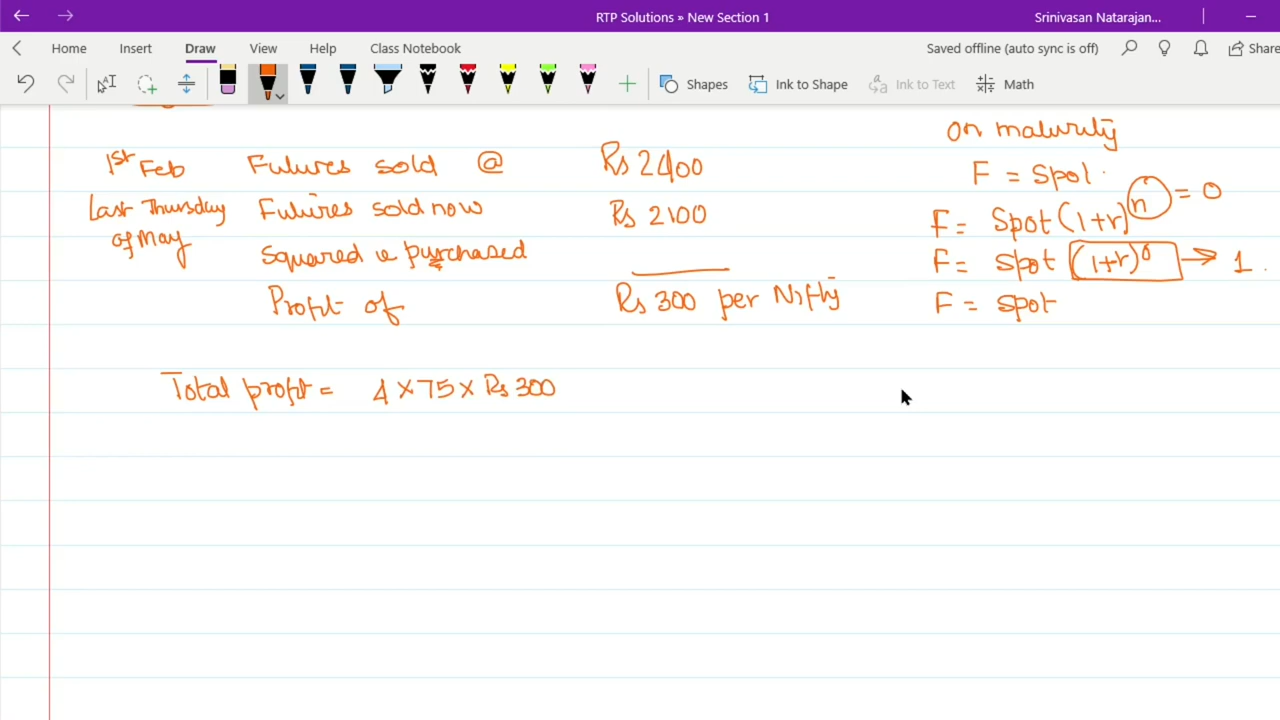 RTP Solutions » New Section 1
Srinivasan Natarajan...
Home Insert Draw View Help Class Notebook
Saved offline (auto sync is off)
Share
Shapes Ink to Shape Ink to Text Math
1st Feb Futures sold @ Rs 2400
Last Thursday of May Futures sold now Rs 2100
Squared ie purchased
Profit of Rs 300 per Nifty
Total profit = 4 × 75 × Rs 300
On maturity
F = Spot.
F = Spot (1+r)^n = 0
F = Spot (1+r)^0 → 1.
F = Spot